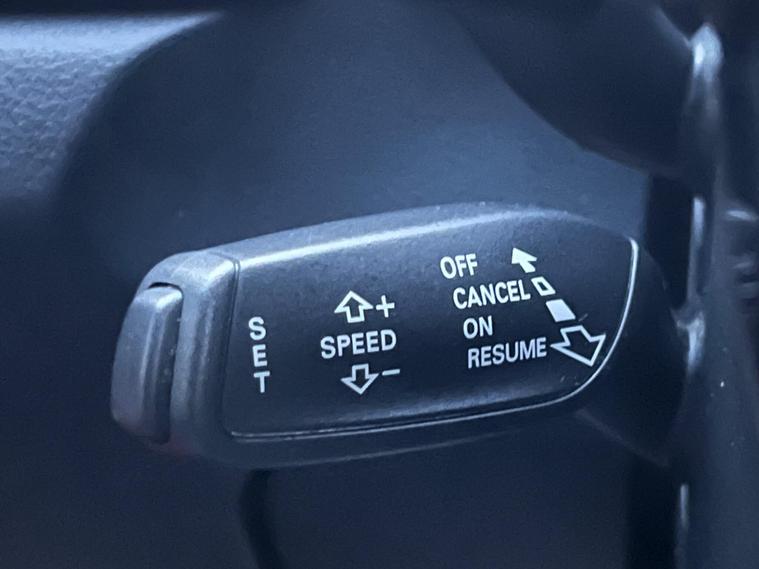 SET
+
SPEED
−
OFF
CANCEL
ON
RESUME